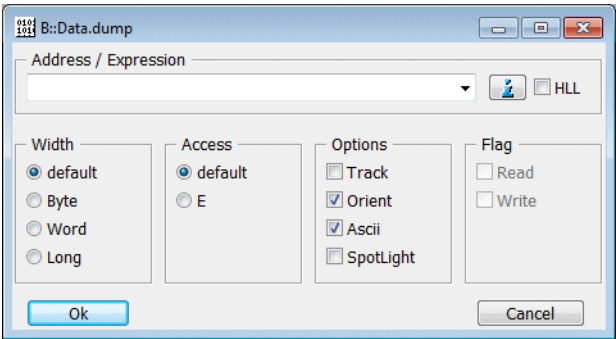 B::Data.dump
Address / Expression
HLL
Width
default
Byte
Word
Long
Access
default
E
Options
Track
Orient
Ascii
SpotLight
Flag
Read
Write
Ok
Cancel